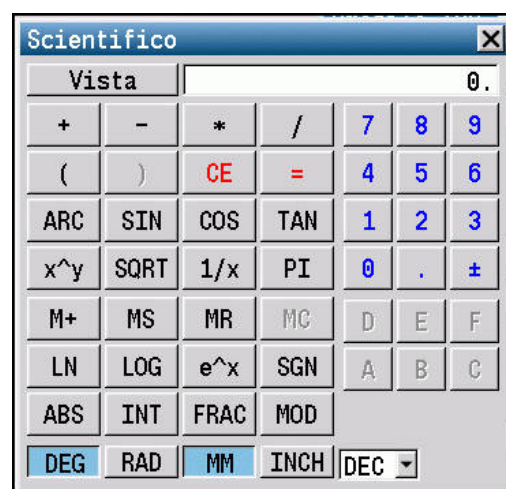 Scientifico
Vista 0.
+ - * / 7 8 9
( ) CE = 4 5 6
ARC SIN COS TAN 1 2 3
x^y SQRT 1/x PI 0 . ±
M+ MS MR MC D E F
LN LOG e^x SGN A B C
ABS INT FRAC MOD
DEG RAD MM INCH DEC